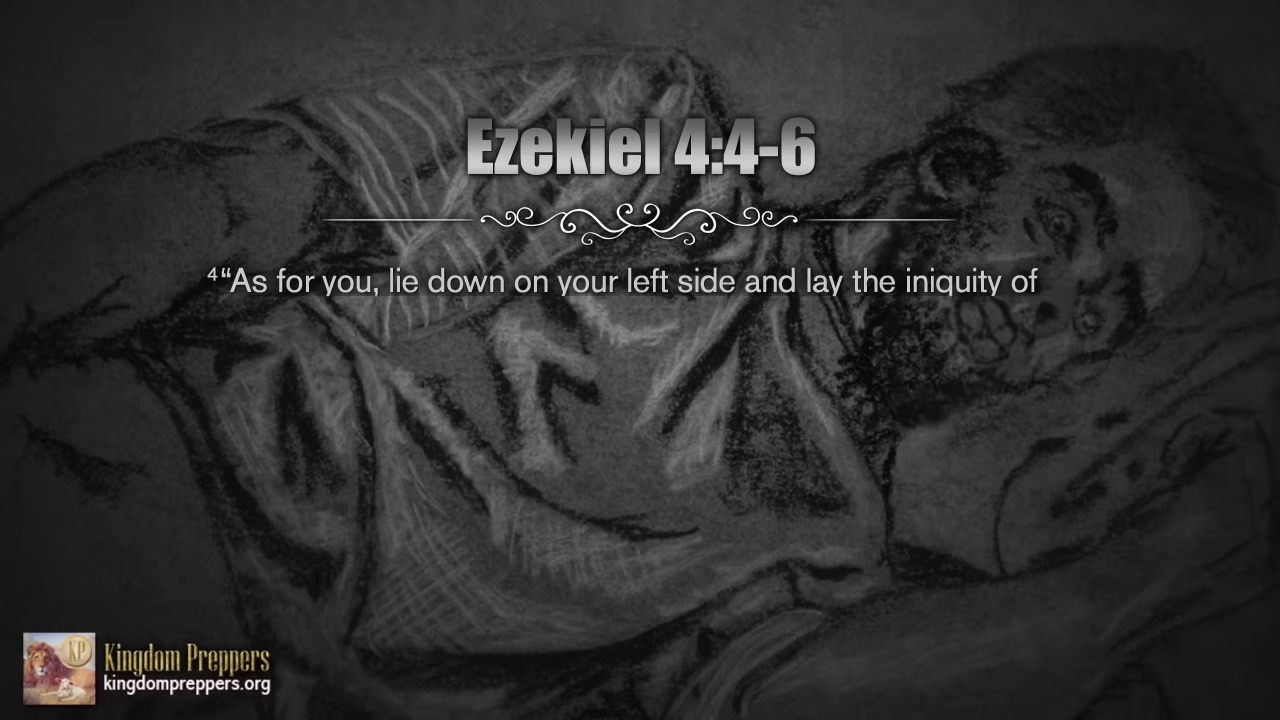 Ezekiel 4:4-6
⁴“As for you, lie down on your left side and lay the iniquity of
KP
Kingdom Preppers
kingdompreppers.org